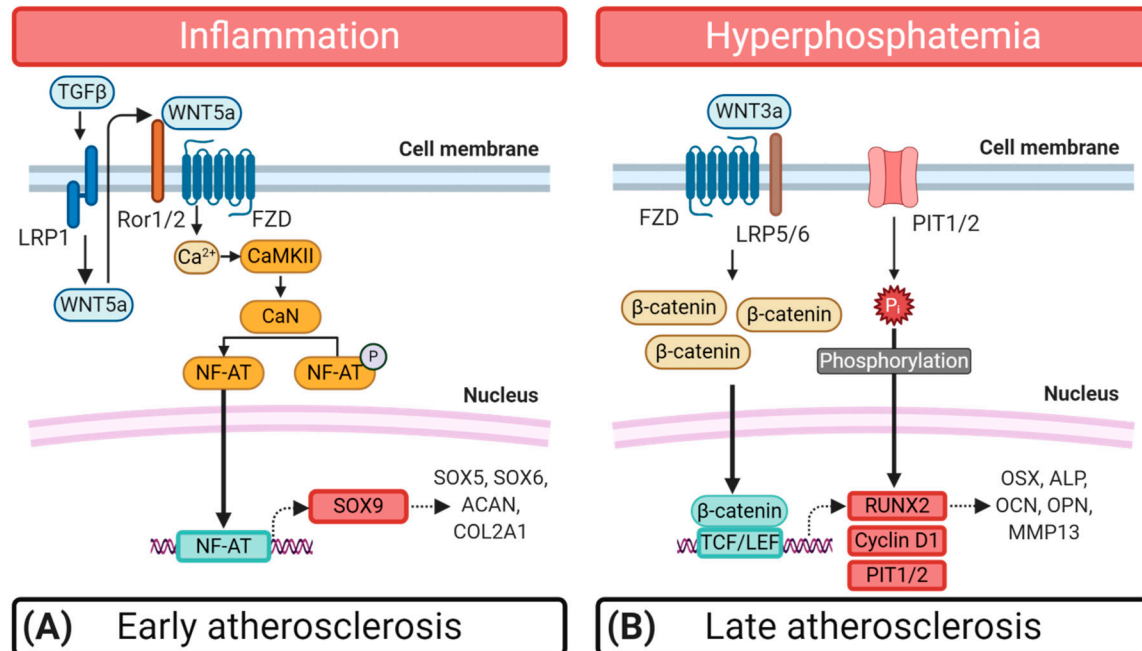 Inflammation
TGFβ
WNT5a
Cell membrane
LRP1
Ror1/2
FZD
Ca²⁺
CaMKII
WNT5a
CaN
NF-AT
NF-AT
P
Nucleus
SOX9
SOX5, SOX6,
ACAN,
COL2A1
NF-AT
(A) Early atherosclerosis
Hyperphosphatemia
WNT3a
Cell membrane
FZD
LRP5/6
PIT1/2
β-catenin
β-catenin
β-catenin
Pᵢ
Phosphorylation
Nucleus
β-catenin
TCF/LEF
RUNX2
Cyclin D1
PIT1/2
OSX, ALP,
OCN, OPN,
MMP13
(B) Late atherosclerosis